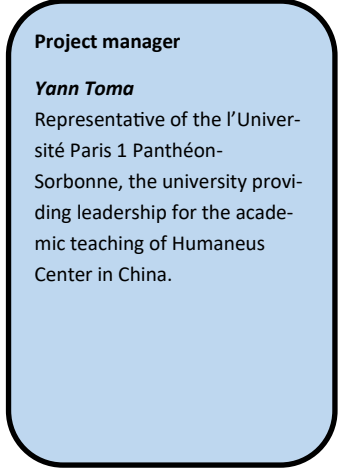 Project manager
Yann Toma
Representative of the l’Univer-
sité Paris 1 Panthéon-
Sorbonne, the university provi-
ding leadership for the acade-
mic teaching of Humaneus
Center in China.